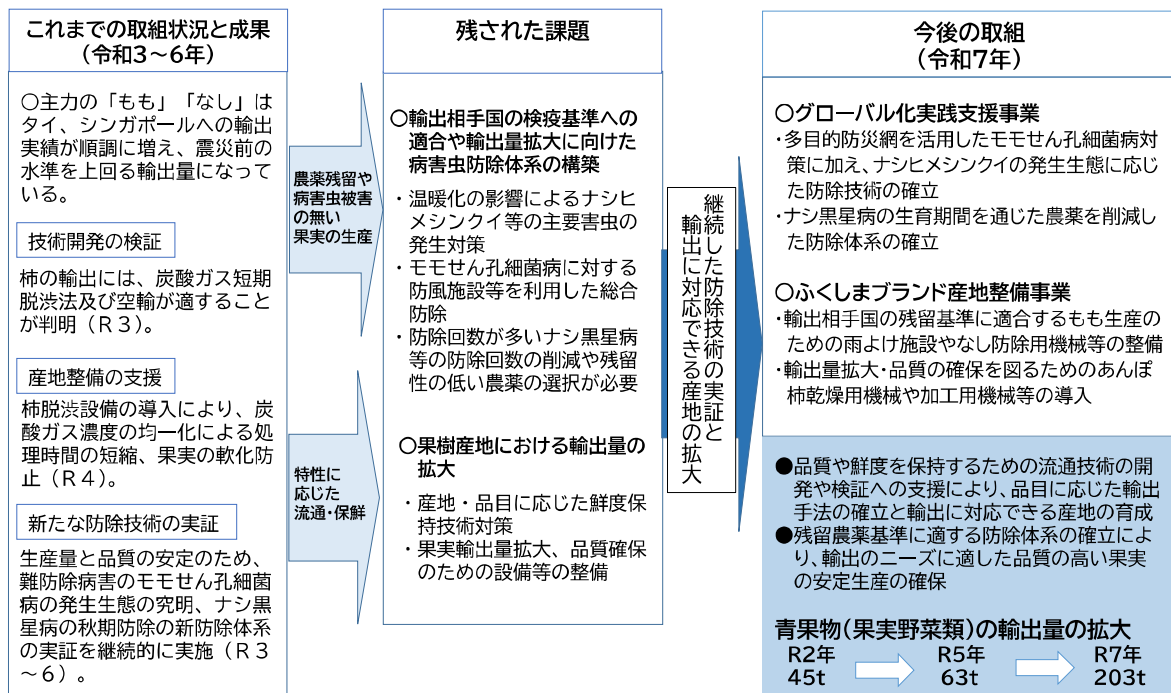 これまでの取組状況と成果
(令和3~6年)
〇主力の「もも」「なし」は
タイ、シンガポールへの輸出
実績が順調に増え、震災前の
水準を上回る輸出量になって
いる。
技術開発の検証
柿の輸出には、炭酸ガス短期
脱渋法及び空輸が適すること
が判明(R3)。
産地整備の支援
柿脱渋設備の導入により、炭
酸ガス濃度の均一化による処
理時間の短縮、果実の軟化防
止(R4)。
新たな防除技術の実証
生産量と品質の安定のため、
難防除病害のモモせん孔細菌
病の発生生態の究明、ナシ黒
星病の秋期防除の新防除体系
の実証を継続的に実施(R3
~6)。
農薬残留や
病害虫被害
の無い
果実の生産
特性に
応じた
流通・保鮮
残された課題
〇輸出相手国の検疫基準への
適合や輸出量拡大に向けた
病害虫防除体系の構築
・温暖化の影響によるナシヒ
メシンクイ等の主要害虫の
発生対策
・モモせん孔細菌病に対する
防風施設等を利用した総合
防除
・防除回数が多いナシ黒星病
等の防除回数の削減や残留
性の低い農薬の選択が必要
〇果樹産地における輸出量の
拡大
・産地・品目に応じた鮮度保
持技術対策
・果実輸出量拡大、品質確保
のための設備等の整備
継続した防除技術の実証と
輸出に対応できる産地の拡大
今後の取組
(令和7年)
〇グローバル化実践支援事業
・多目的防災網を活用したモモせん孔細菌病対
策に加え、ナシヒメシンクイの発生生態に応じ
た防除技術の確立
・ナシ黒星病の生育期間を通じた農薬を削減し
た防除体系の確立
〇ふくしまブランド産地整備事業
・輸出相手国の残留基準に適合するもも生産の
ための雨よけ施設やなし防除用機械等の整備
・輸出量拡大・品質の確保を図るためのあんぽ
柿乾燥用機械や加工用機械等の導入
●品質や鮮度を保持するための流通技術の開
発や検証への支援により、品目に応じた輸出
手法の確立と輸出に対応できる産地の育成
●残留農薬基準に適する防除体系の確立によ
り、輸出のニーズに適した品質の高い果実
の安定生産の確保
青果物(果実野菜類)の輸出量の拡大
R2年 R5年 R7年
45t 63t 203t